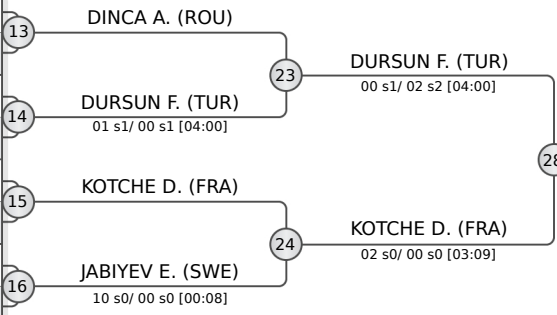 DINCA A. (ROU)
13
23
DURSUN F. (TUR)
00 s1/ 02 s2 [04:00]
DURSUN F. (TUR)
14
01 s1/ 00 s1 [04:00]
28
KOTCHE D. (FRA)
15
24
KOTCHE D. (FRA)
02 s0/ 00 s0 [03:09]
JABIYEV E. (SWE)
16
10 s0/ 00 s0 [00:08]